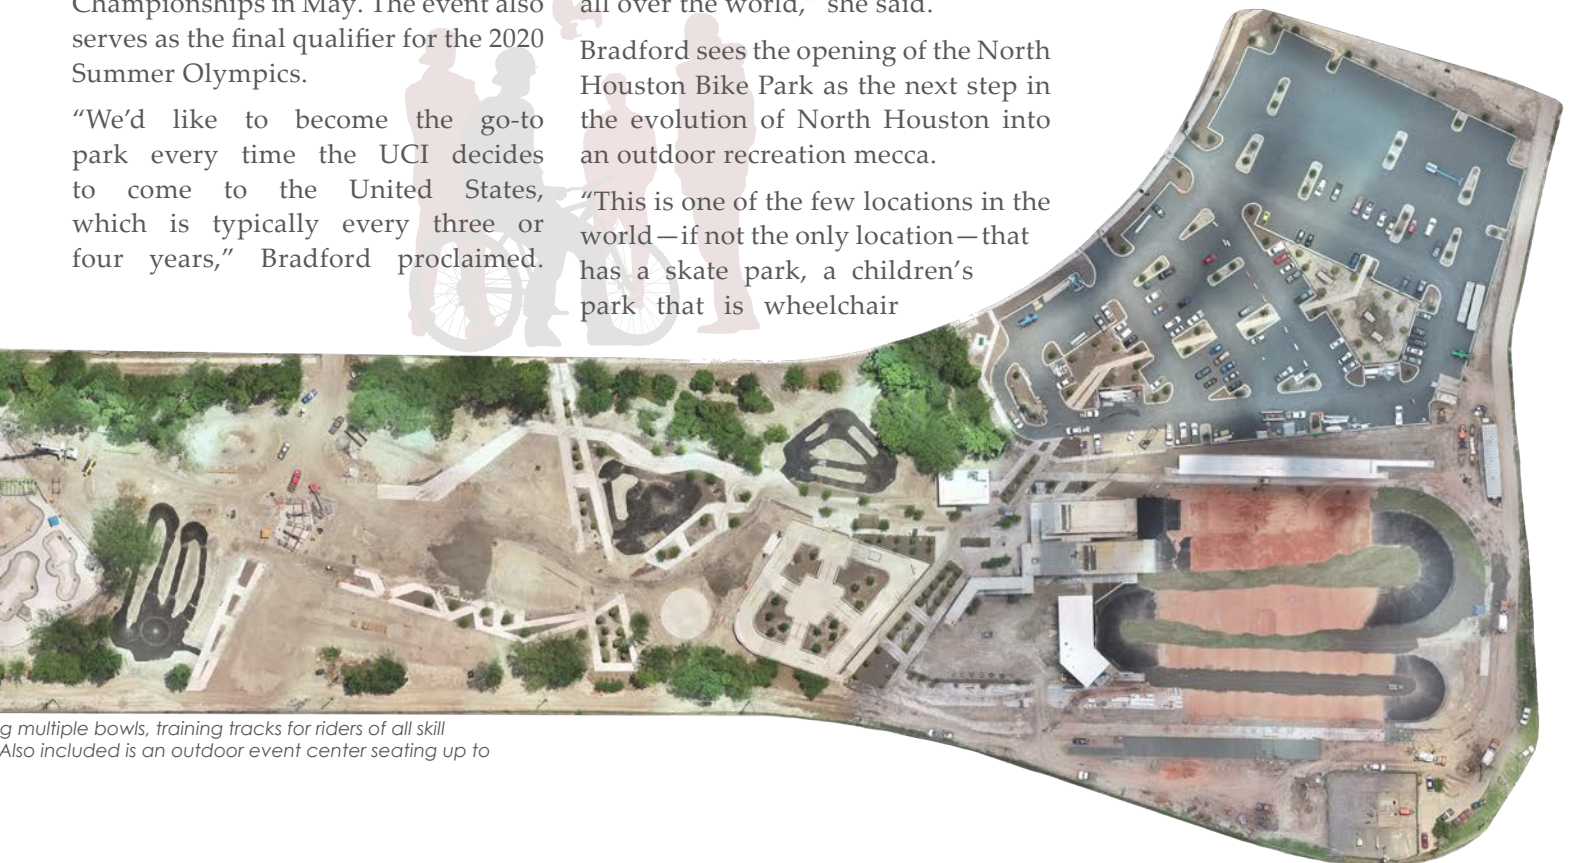 Championships in May. The event also
serves as the final qualifier for the 2020
Summer Olympics.
“We’d like to become the go-to
park every time the UCI decides
to come to the United States,
which is typically every three or
four years,” Bradford proclaimed.
all over the world,” she said.
Bradford sees the opening of the North
Houston Bike Park as the next step in
the evolution of North Houston into
an outdoor recreation mecca.
“This is one of the few locations in the
world—if not the only location—that
has a skate park, a children’s
park that is wheelchair
g multiple bowls, training tracks for riders of all skill
Also included is an outdoor event center seating up to